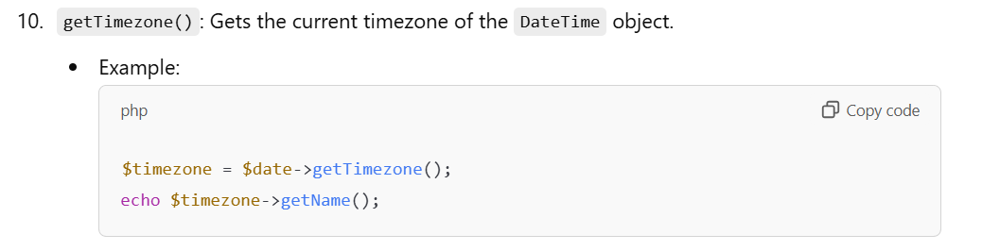 10. getTimezone(): Gets the current timezone of the DateTime object.
• Example:
php Copy code
$timezone = $date->getTimezone();
echo $timezone->getName();